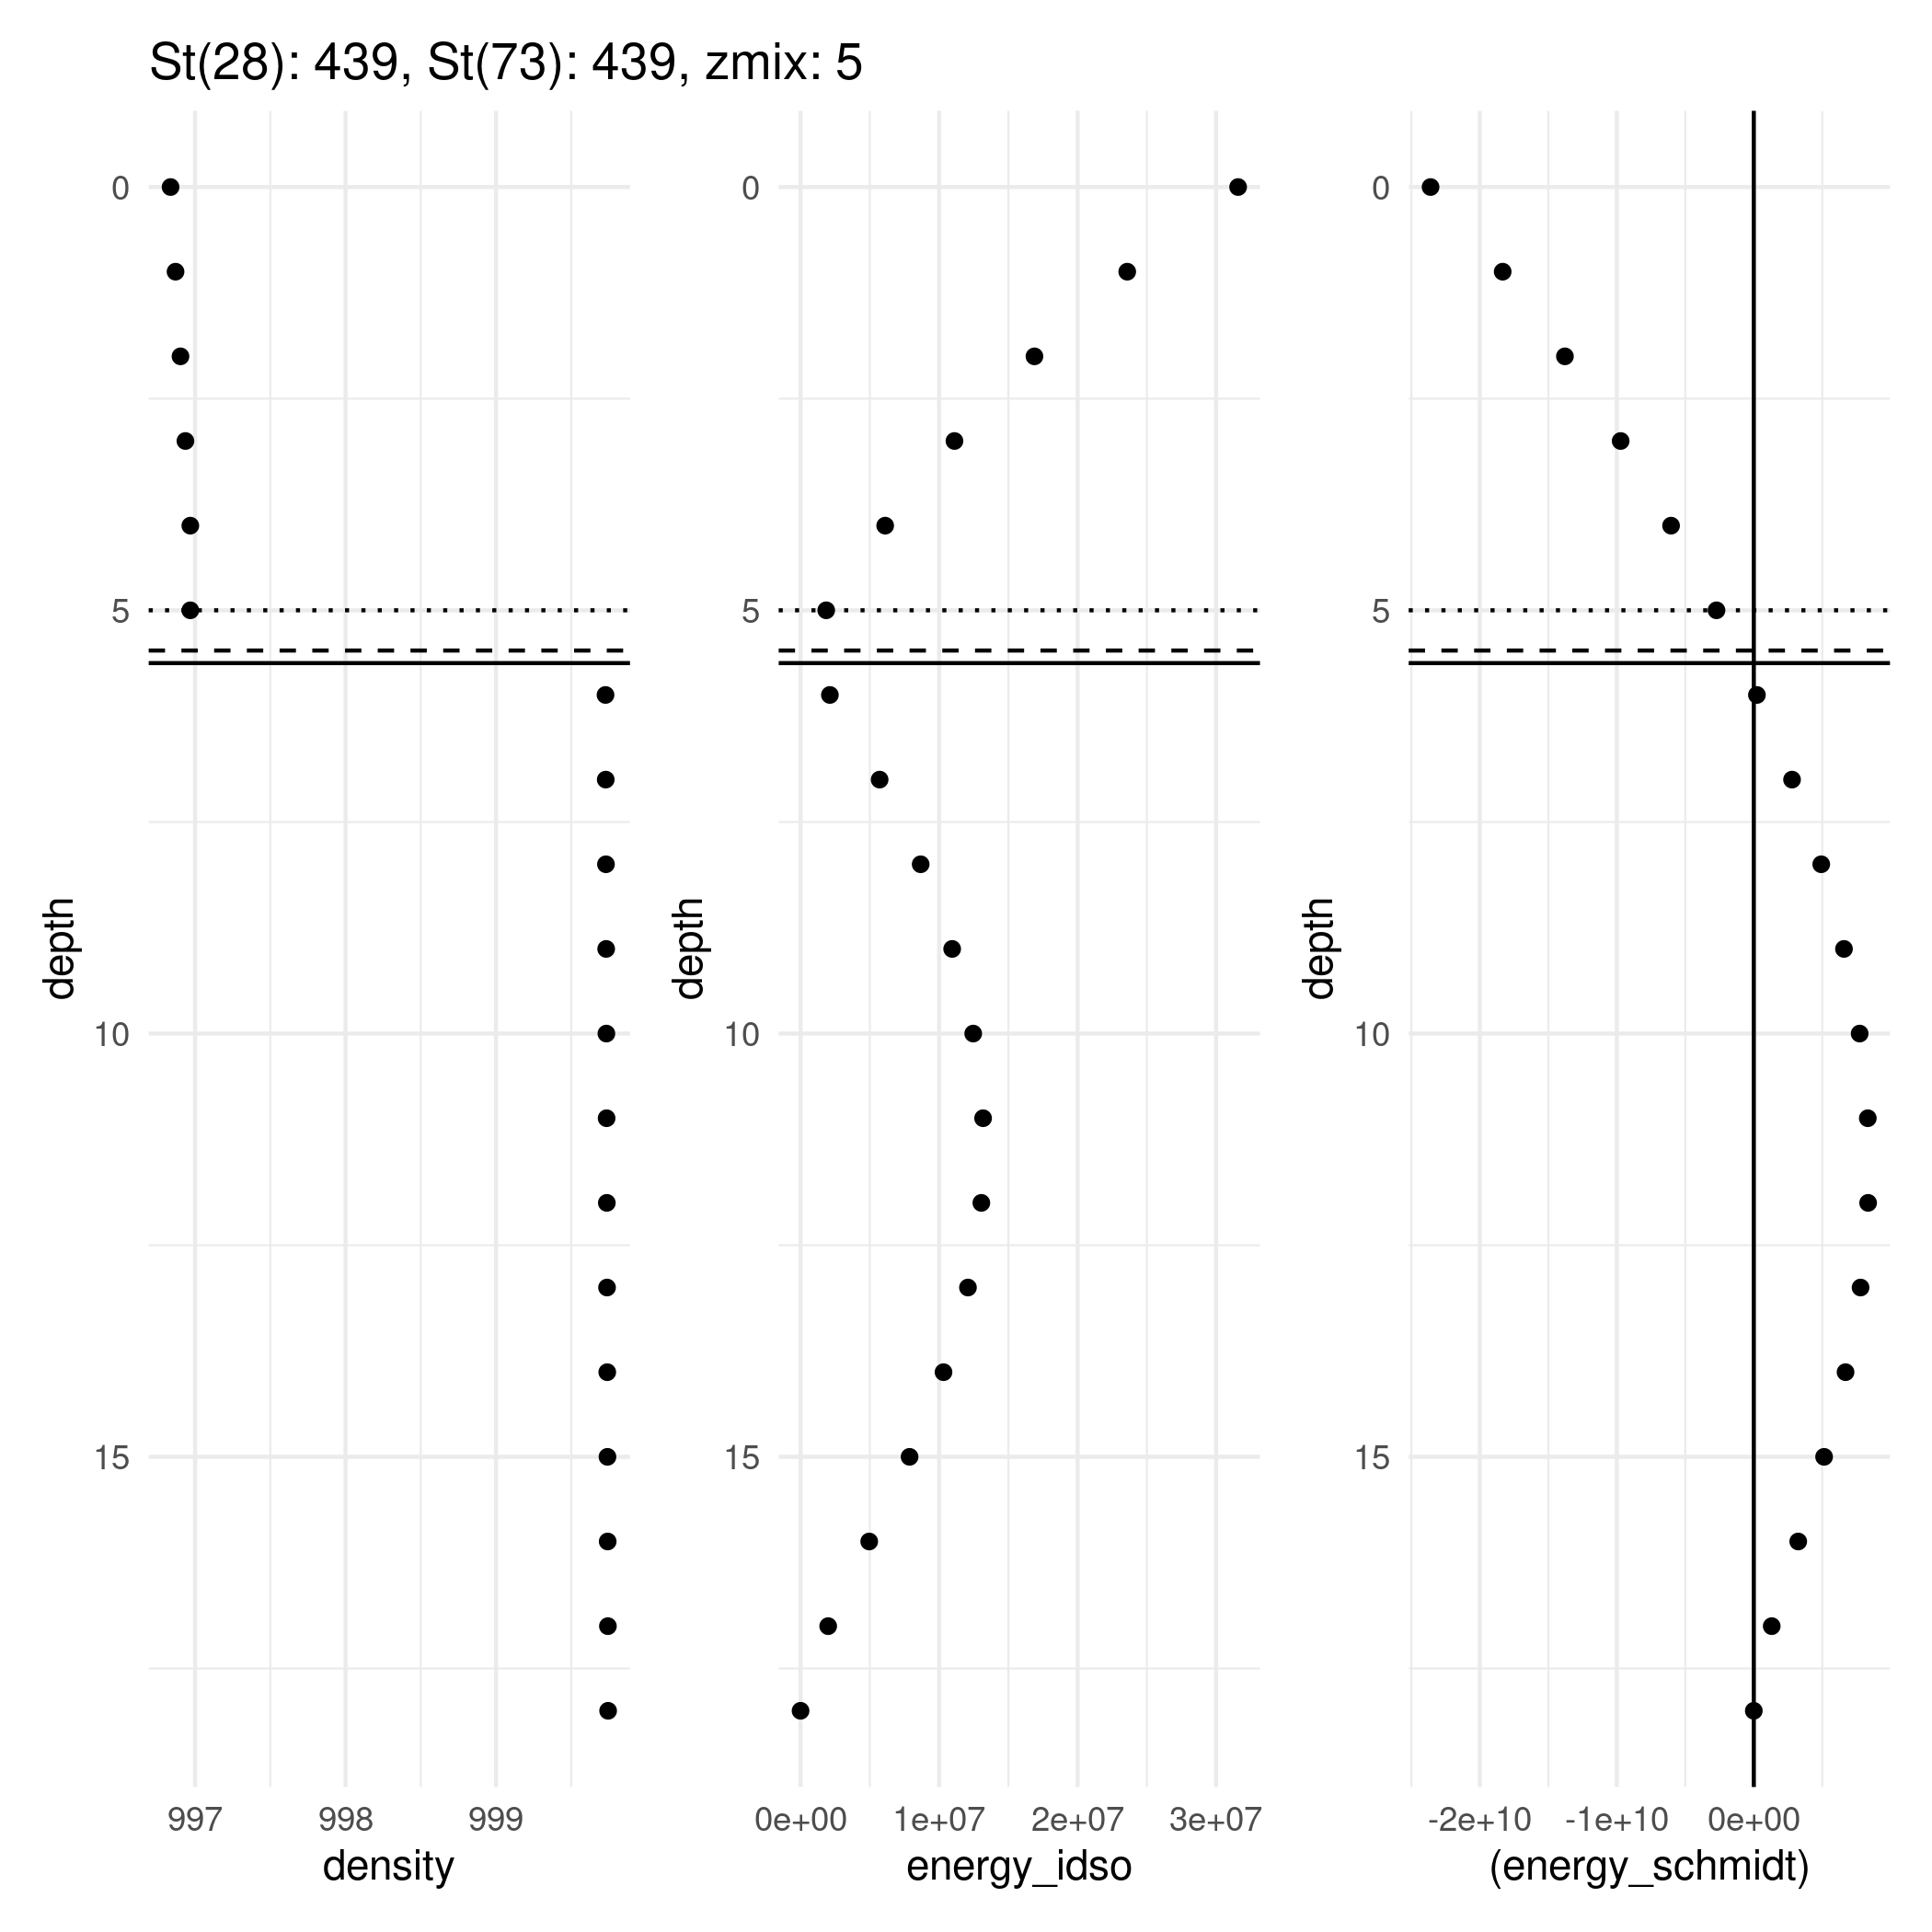 St(28): 439, St(73): 439, zmix: 5
0
5
10
15
depth
997 998 999
density
0
5
10
15
depth
0e+00 1e+07 2e+07 3e+07
energy_idso
0
5
10
15
depth
-2e+10 -1e+10 0e+00
(energy_schmidt)